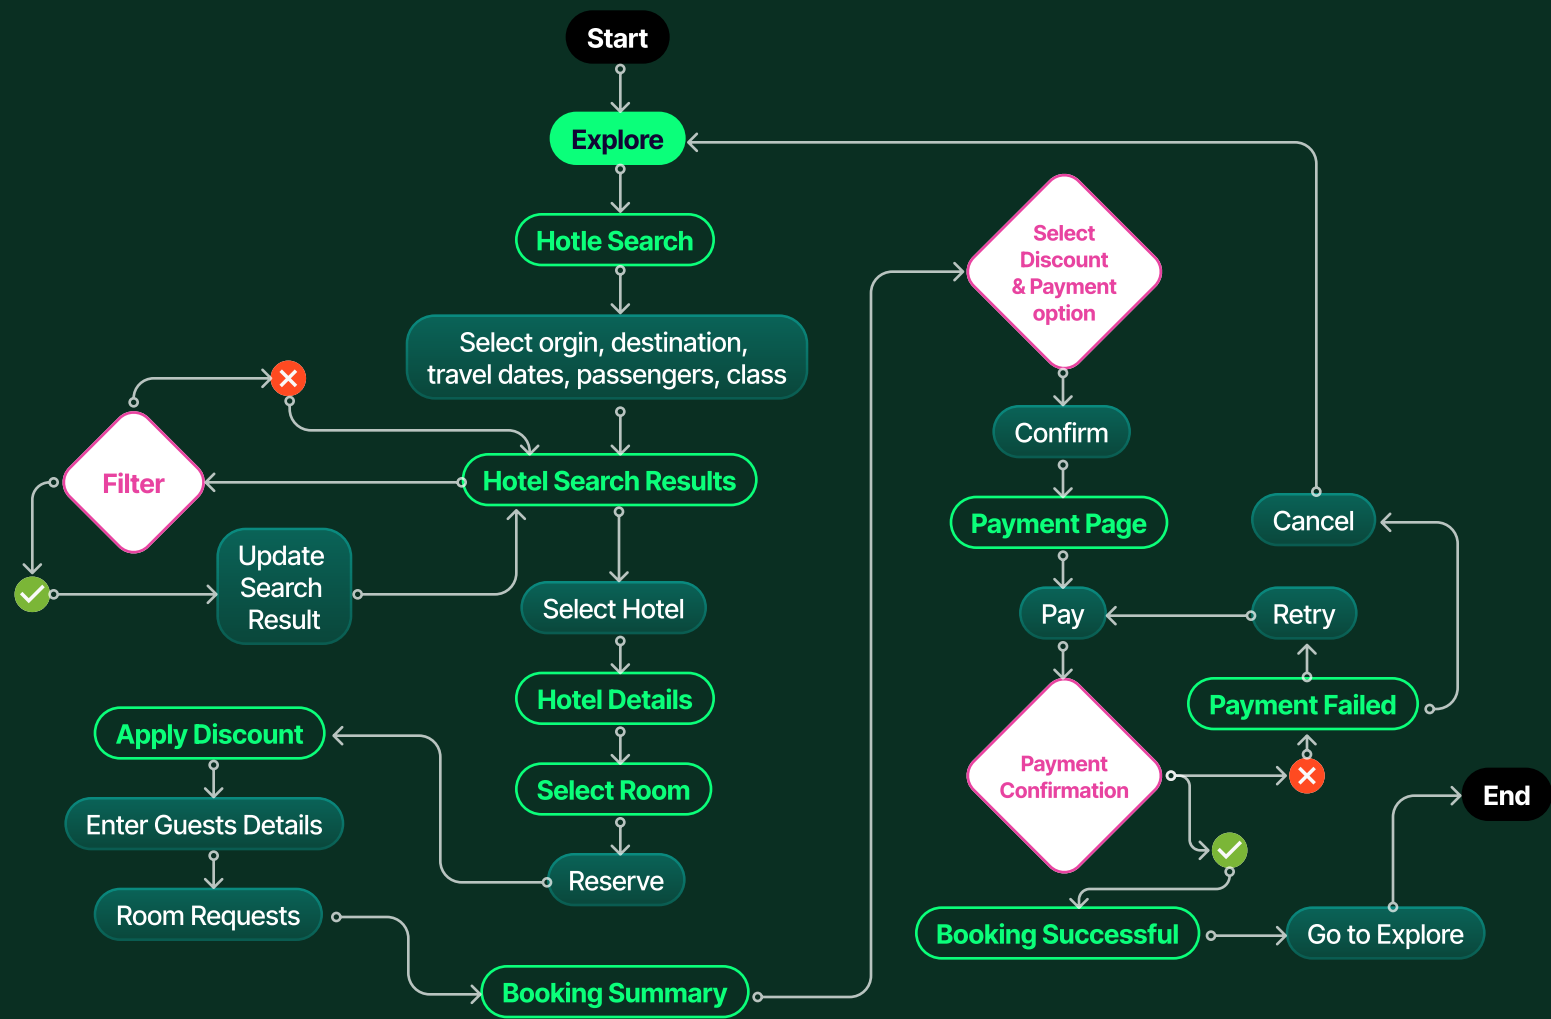 Start
Explore
Hotle Search
Select orgin, destination,
travel dates, passengers, class
Hotel Search Results
Filter
Update
Search
Result
Select Hotel
Hotel Details
Select Room
Reserve
Apply Discount
Enter Guests Details
Room Requests
Booking Summary
Select
Discount
& Payment
option
Confirm
Payment Page
Pay
Payment
Confirmation
Cancel
Retry
Payment Failed
Booking Successful
Go to Explore
End